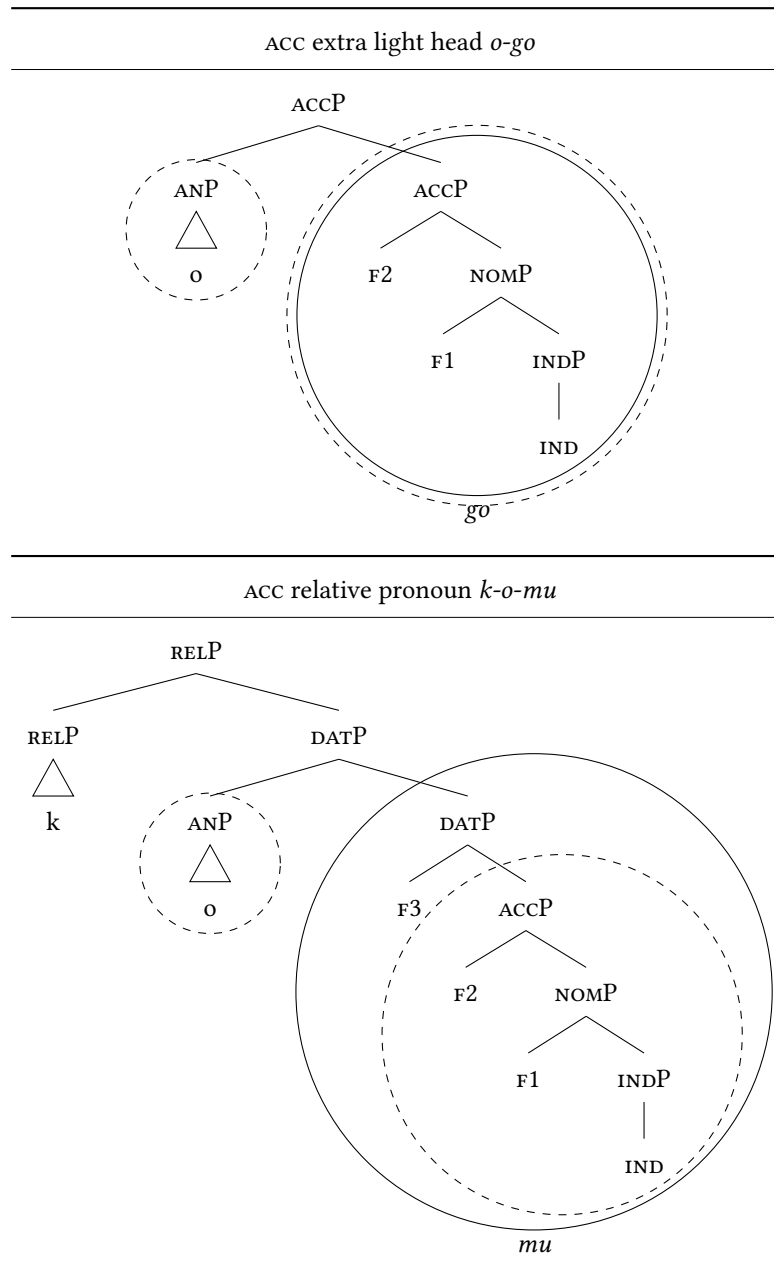 ACC extra light head o-go
ACCP
ANP ACCP
o F2 NOMP
F1 INDP
IND
go
ACC relative pronoun k-o-mu
RELP
RELP DATP
k ANP DATP
o F3 ACCP
F2 NOMP
F1 INDP
IND
mu